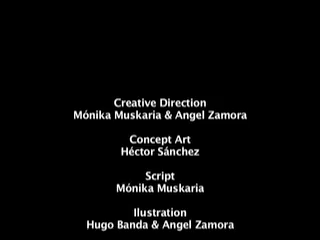 Creative Direction
Mónika Muskaria & Angel Zamora
Concept Art
Héctor Sánchez
Script
Mónika Muskaria
Ilustration
Hugo Banda & Angel Zamora